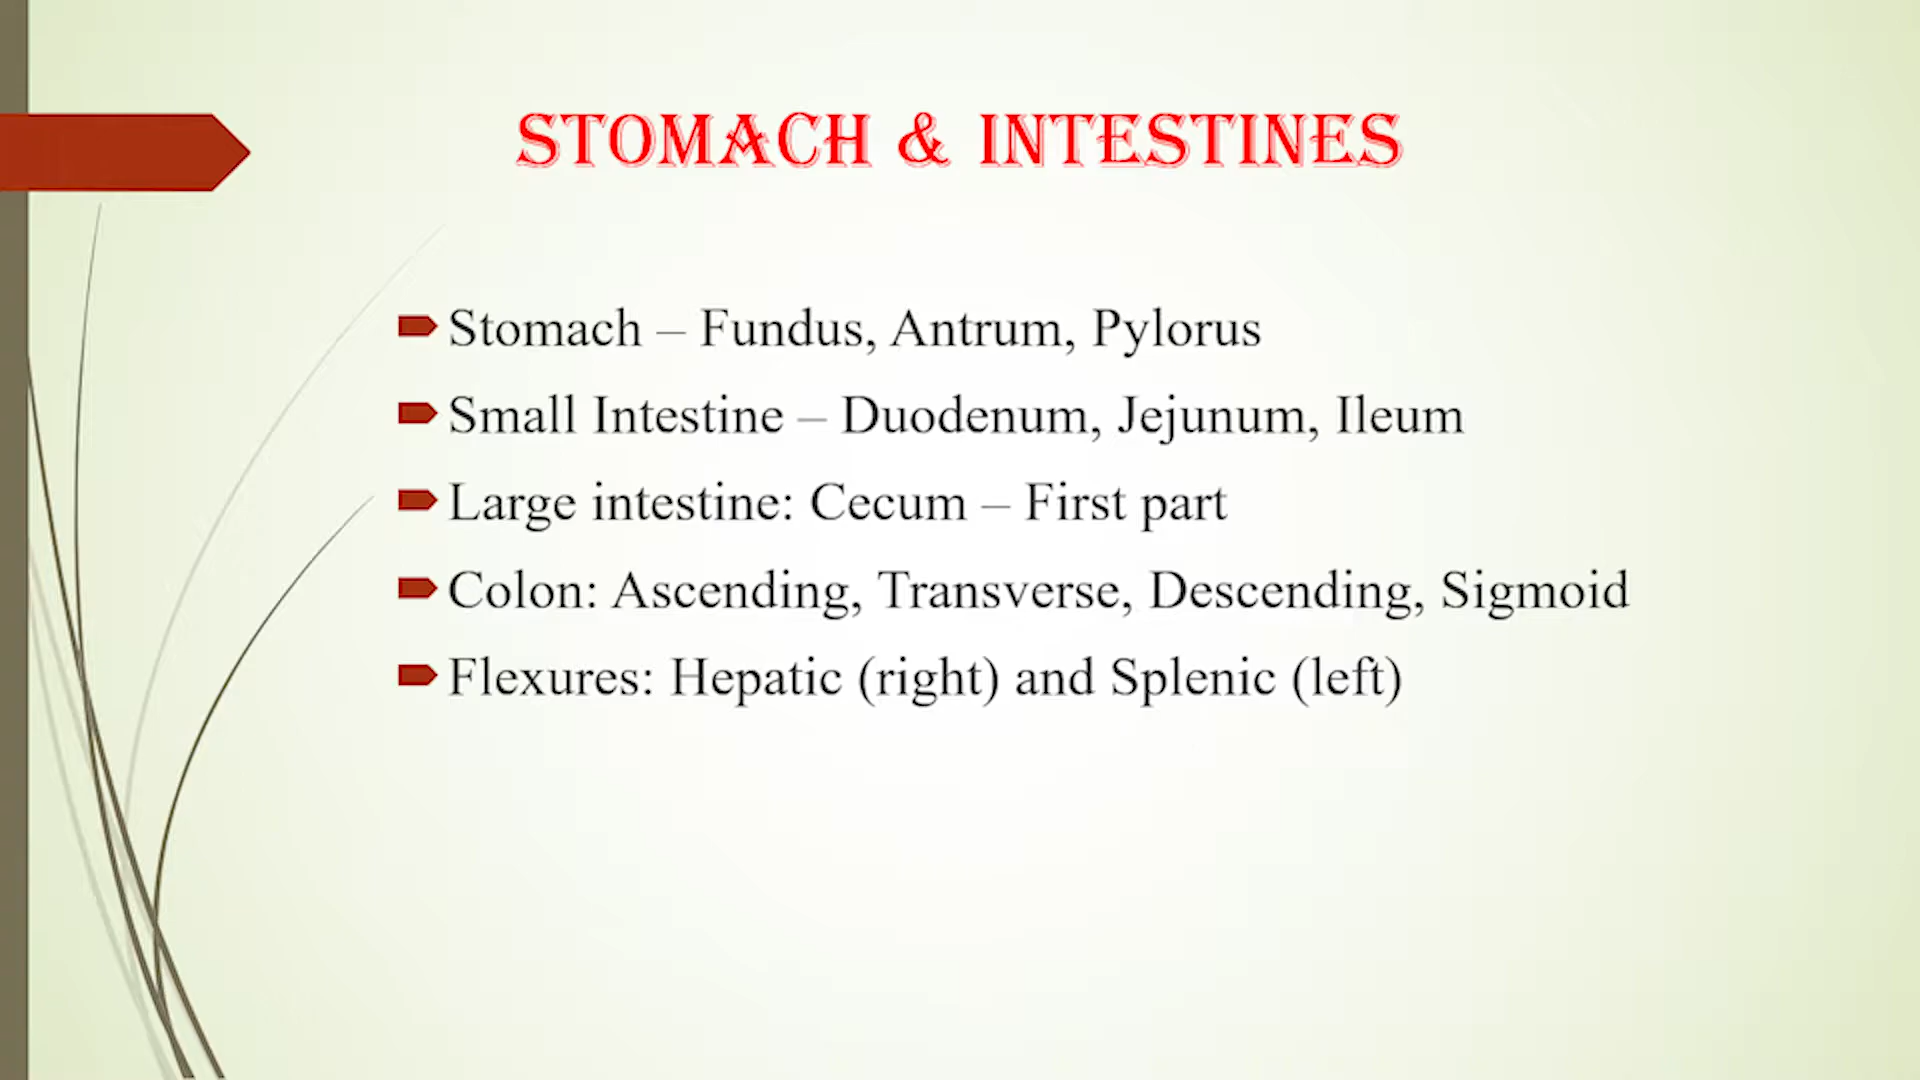 STOMACH & INTESTINES
Stomach – Fundus, Antrum, Pylorus
Small Intestine – Duodenum, Jejunum, Ileum
Large intestine: Cecum – First part
Colon: Ascending, Transverse, Descending, Sigmoid
Flexures: Hepatic (right) and Splenic (left)